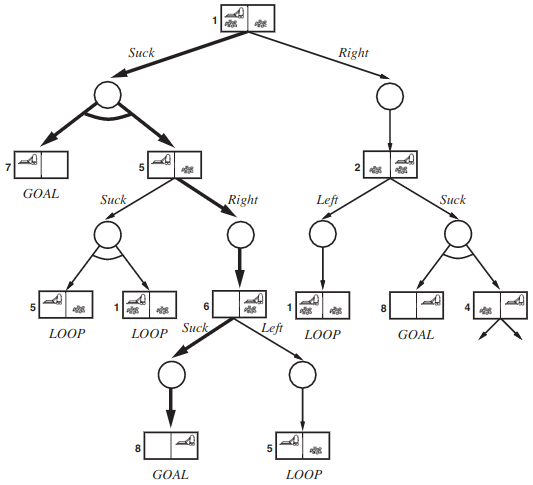 1
Suck Right
7 5 2
GOAL
Suck Right Left Suck
5 1 6 1 8 4
LOOP LOOP Suck Left LOOP GOAL
8 5
GOAL LOOP